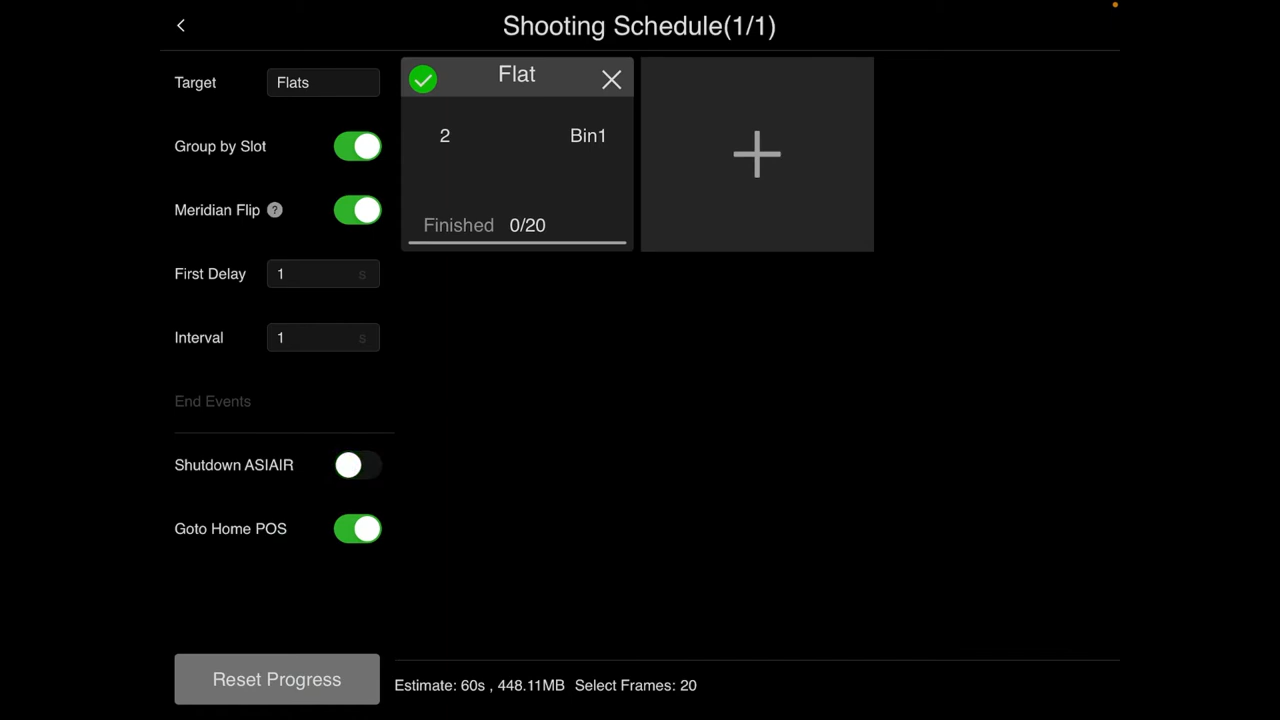 Shooting Schedule(1/1)
Target Flats
Group by Slot
Meridian Flip ?
First Delay 1 s
Interval 1 s
End Events
Shutdown ASIAIR
Goto Home POS
Reset Progress
Flat
2 Bin1
Finished 0/20
Estimate: 60s , 448.11MB Select Frames: 20